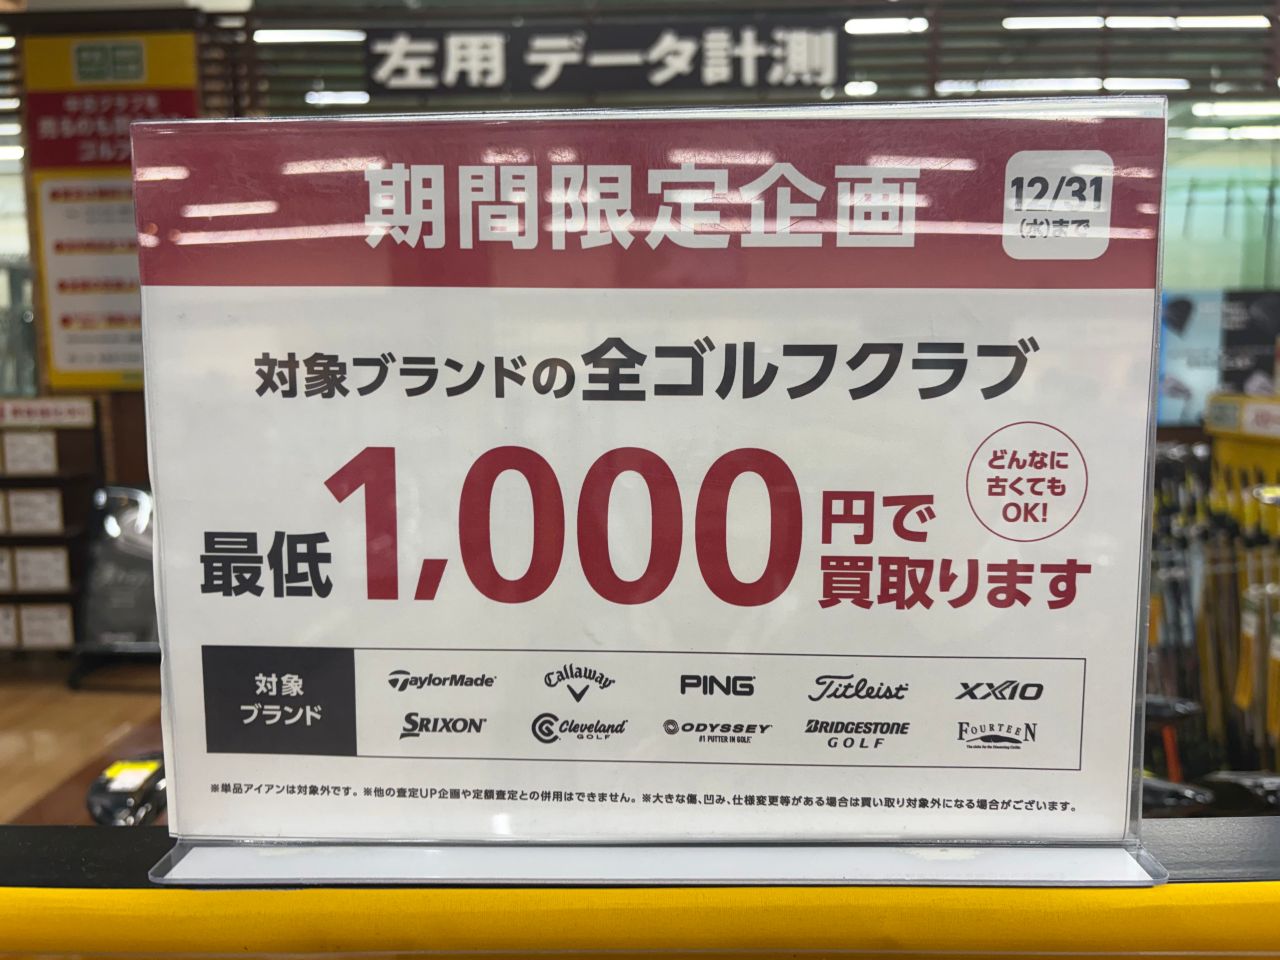 左用 データ計測
期間限定企画
12/31
(水)まで
対象ブランドの全ゴルフクラブ
どんなに
古くても
OK!
最低1,000円で
買取ります
対象
ブランド
TaylorMade Callaway PING Titleist XXIO
SRIXON Cleveland GOLF ODYSSEY #1 PUTTER IN GOLF BRIDGESTONE GOLF FOURTEEN
※単品アイアンは対象外です。※他の査定UP企画や定額査定との併用はできません。※大きな傷、凹み、仕様変更等がある場合は買い取り対象外になる場合がございます。